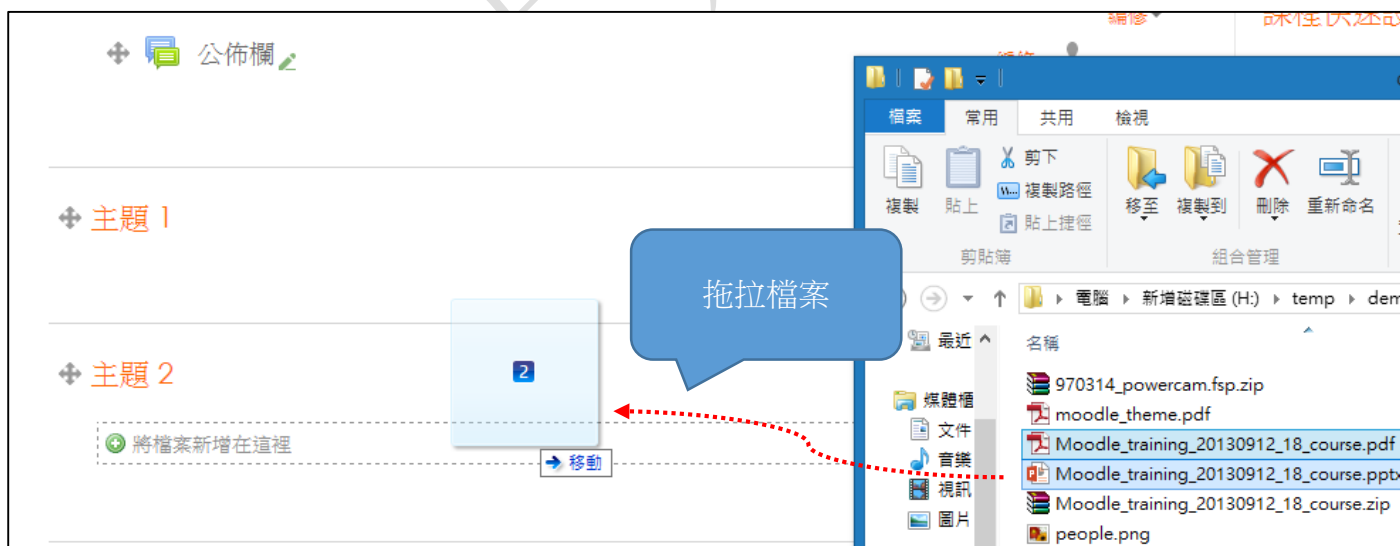 公佈欄
主題 1
主題 2
2
將檔案新增在這裡
移動
拖拉檔案
檔案 常用 共用 檢視
複製
貼上
剪下
複製路徑
貼上捷徑
剪貼簿
移至
複製到
刪除
重新命名
組合管理
電腦 新增磁碟區 (H:) temp dem
最近
媒體櫃
文件
音樂
視訊
圖片
名稱
970314_powercam.fsp.zip
moodle_theme.pdf
Moodle_training_20130912_18_course.pdf
Moodle_training_20130912_18_course.pptx
Moodle_training_20130912_18_course.zip
people.png